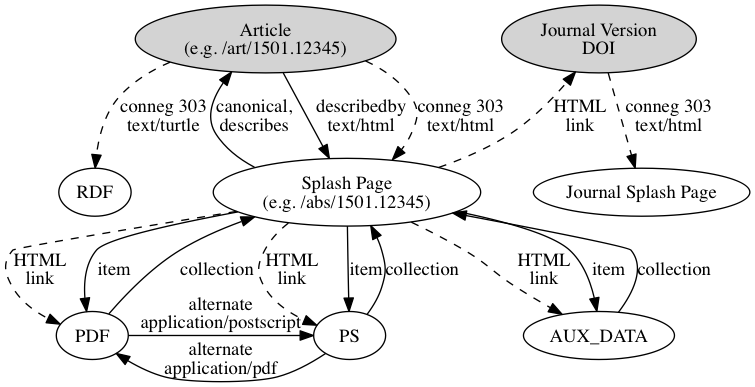 Article
(e.g. /art/1501.12345)
Journal Version
DOI
conneg 303
text/turtle
canonical,
describes
describedby
text/html
conneg 303
text/html
HTML
link
conneg 303
text/html
RDF
Splash Page
(e.g. /abs/1501.12345)
Journal Splash Page
HTML
link
item
collection
HTML
link
item
collection
HTML
link
item
collection
alternate
application/postscript
PDF
PS
AUX_DATA
alternate
application/pdf